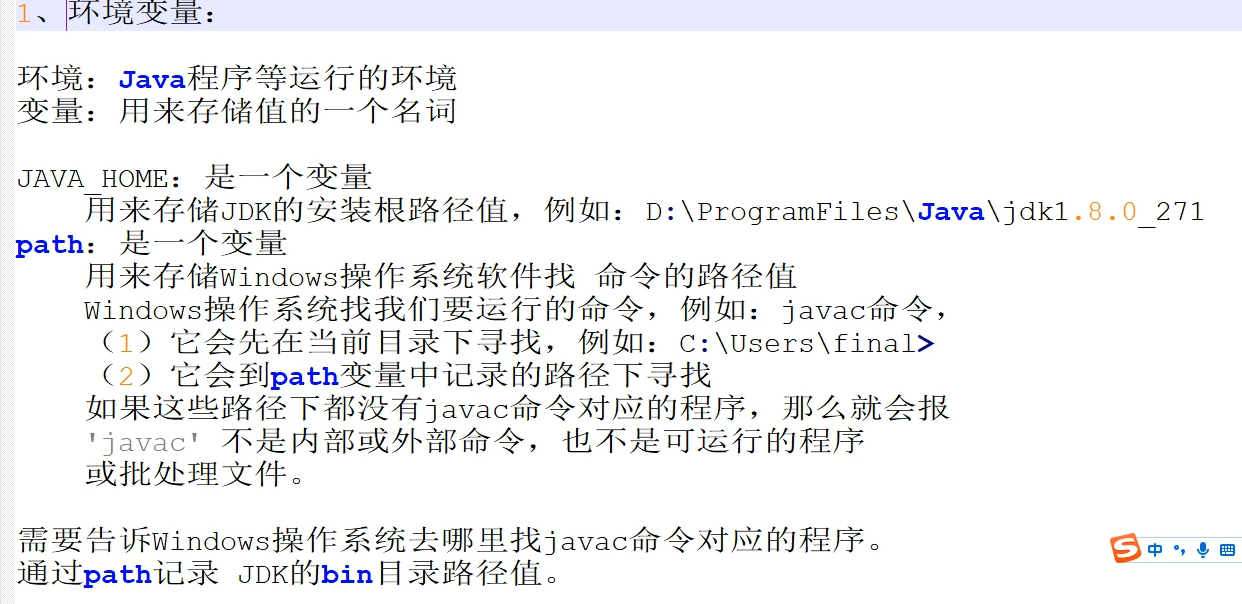 1、环境变量：
环境：Java程序等运行的环境
变量：用来存储值的一个名词
JAVA_HOME：是一个变量
用来存储JDK的安装根路径值，例如：D:\ProgramFiles\Java\jdk1.8.0_271
path：是一个变量
用来存储Windows操作系统软件找 命令的路径值
Windows操作系统找我们要运行的命令，例如：javac命令，
（1）它会先在当前目录下寻找，例如：C:\Users\final>
（2）它会到path变量中记录的路径下寻找
如果这些路径下都没有javac命令对应的程序，那么就会报
'javac' 不是内部或外部命令，也不是可运行的程序
或批处理文件。
需要告诉Windows操作系统去哪里找javac命令对应的程序。
通过path记录 JDK的bin目录路径值。
S 中